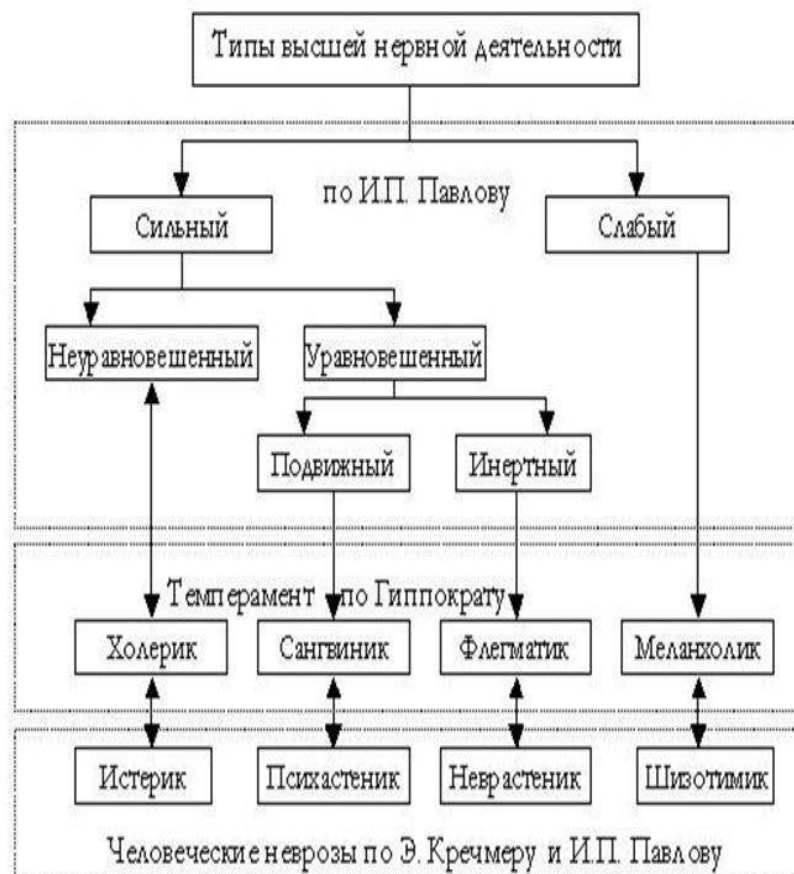 Типы высшей нервной деятельности
по И.П. Павлову
Сильный
Слабый
Неуравновешенный
Уравновешенный
Подвижный
Инертный
Темперамент по Гиппократу
Холерик
Сангвиник
Флегматик
Меланхолик
Истерик
Психастеник
Неврастеник
Шизотимик
Человеческие неврозы по Э. Кречмеру и И.П. Павлову